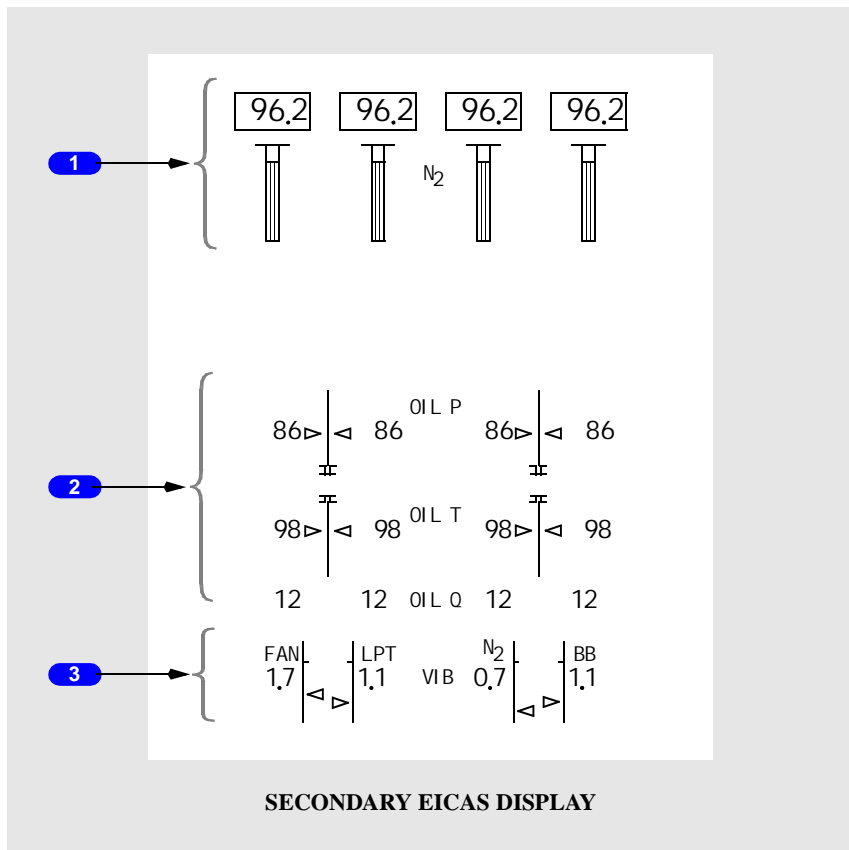 96.2 96.2 96.2 96.2
1
N2
OIL P
86 86 86 86
2
OIL T
98 98 98 98
12 12 OIL Q 12 12
FAN LPT N2 BB
3
1.7 1.1 VIB 0.7 1.1
SECONDARY EICAS DISPLAY